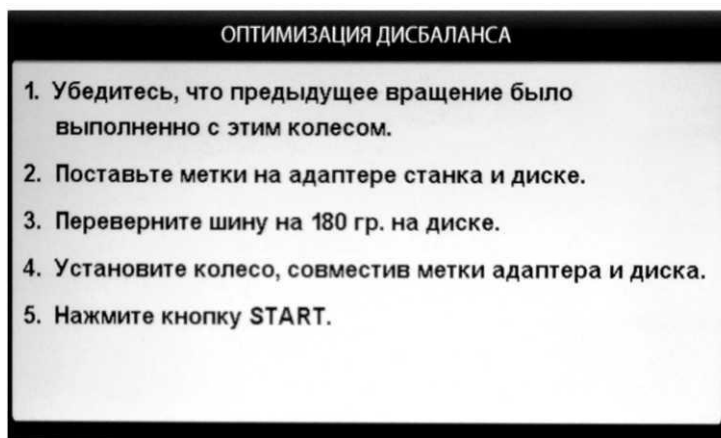 ОПТИМИЗАЦИЯ ДИСБАЛАНСА
1. Убедитесь, что предыдущее вращение было
выполненно с этим колесом.
2. Поставьте метки на адаптере станка и диске.
3. Переверните шину на 180 гр. на диске.
4. Установите колесо, совместив метки адаптера и диска.
5. Нажмите кнопку START.